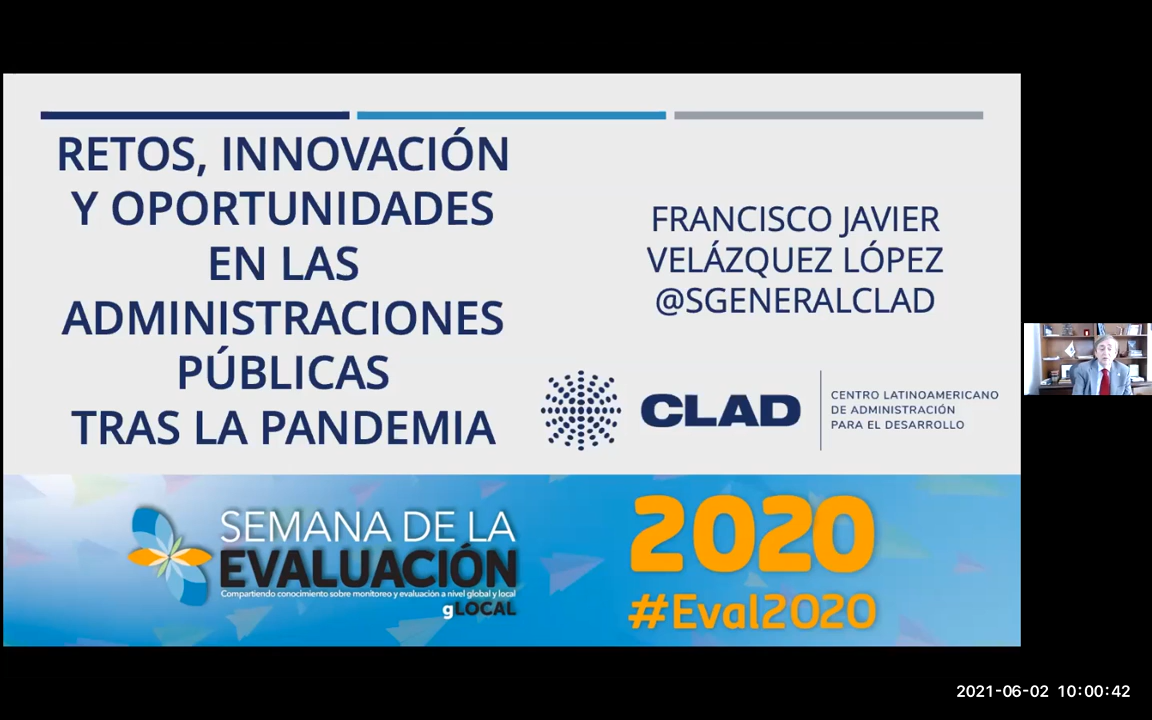 RETOS, INNOVACIÓN
Y OPORTUNIDADES
EN LAS
ADMINISTRACIONES
PÚBLICAS
TRAS LA PANDEMIA
FRANCISCO JAVIER
VELÁZQUEZ LÓPEZ
@SGENERALCLAD
CLAD
CENTRO LATINOAMERICANO
DE ADMINISTRACIÓN
PARA EL DESARROLLO
SEMANA DE LA
EVALUACIÓN
Compartiendo conocimiento sobre monitoreo y evaluación a nivel global y local
gLOCAL
2020
#Eval2020
2021-06-02 10:00:42